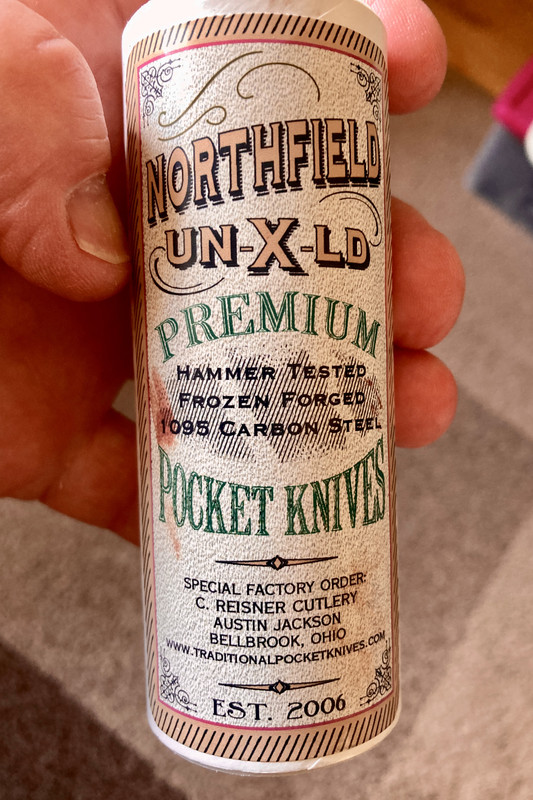 NORTHFIELD
UN-X-LD
PREMIUM
HAMMER TESTED
FROZEN FORGED
1095 CARBON STEEL
POCKET KNIVES
SPECIAL FACTORY ORDER:
C. REISNER CUTLERY
AUSTIN JACKSON
BELLBROOK, OHIO
WWW.TRADITIONALPOCKETKNIVES.COM
EST. 2006